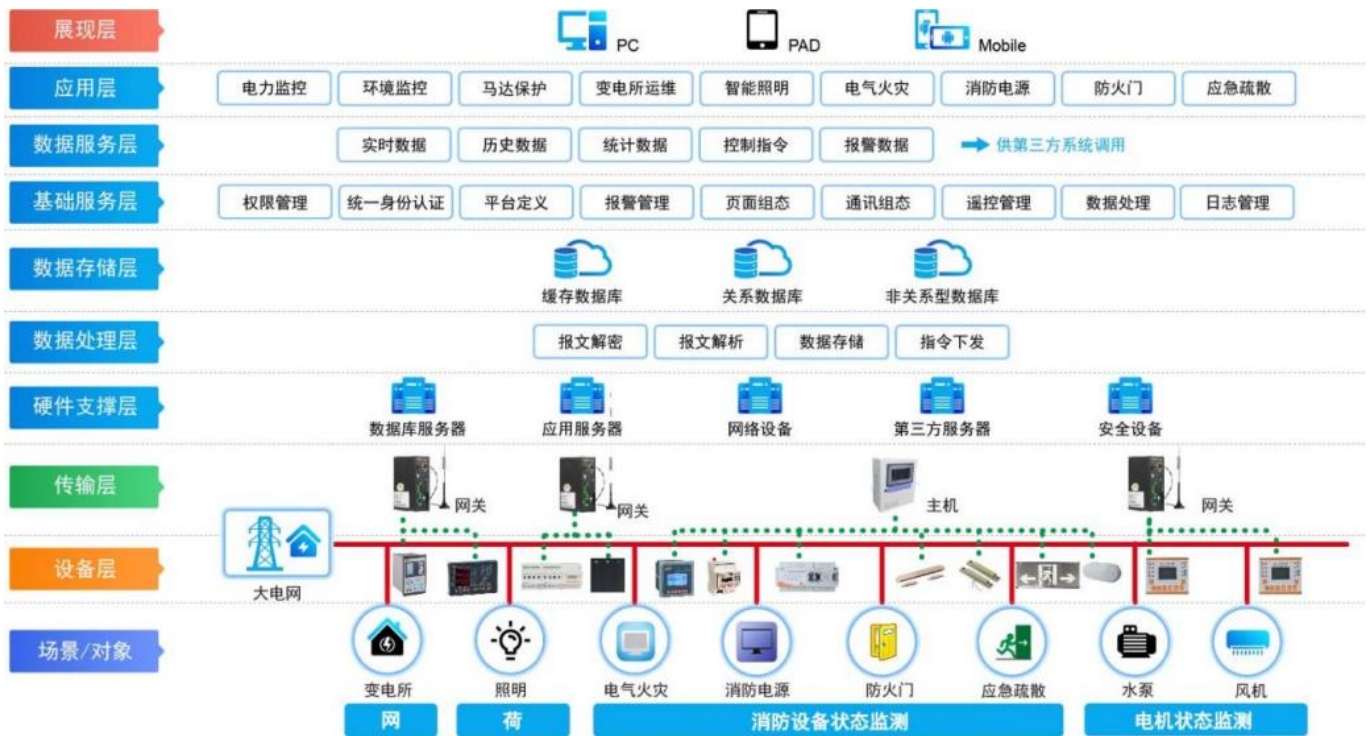 展现层
PC
PAD
Mobile
应用层
电力监控
环境监控
马达保护
变电所运维
智能照明
电气火灾
消防电源
防火门
应急疏散
数据服务层
实时数据
历史数据
统计数据
控制指令
报警数据
供第三方系统调用
基础服务层
权限管理
统一身份认证
平台定义
报警管理
页面组态
通讯组态
遥控管理
数据处理
日志管理
数据存储层
缓存数据库
关系数据库
非关系型数据库
数据处理层
报文解密
报文解析
数据存储
指令下发
硬件支撑层
数据库服务器
应用服务器
网络设备
第三方服务器
安全设备
传输层
网关
网关
主机
网关
设备层
大电网
场景/对象
变电所
照明
电气火灾
消防电源
防火门
应急疏散
水泵
风机
网
荷
消防设备状态监测
电机状态监测